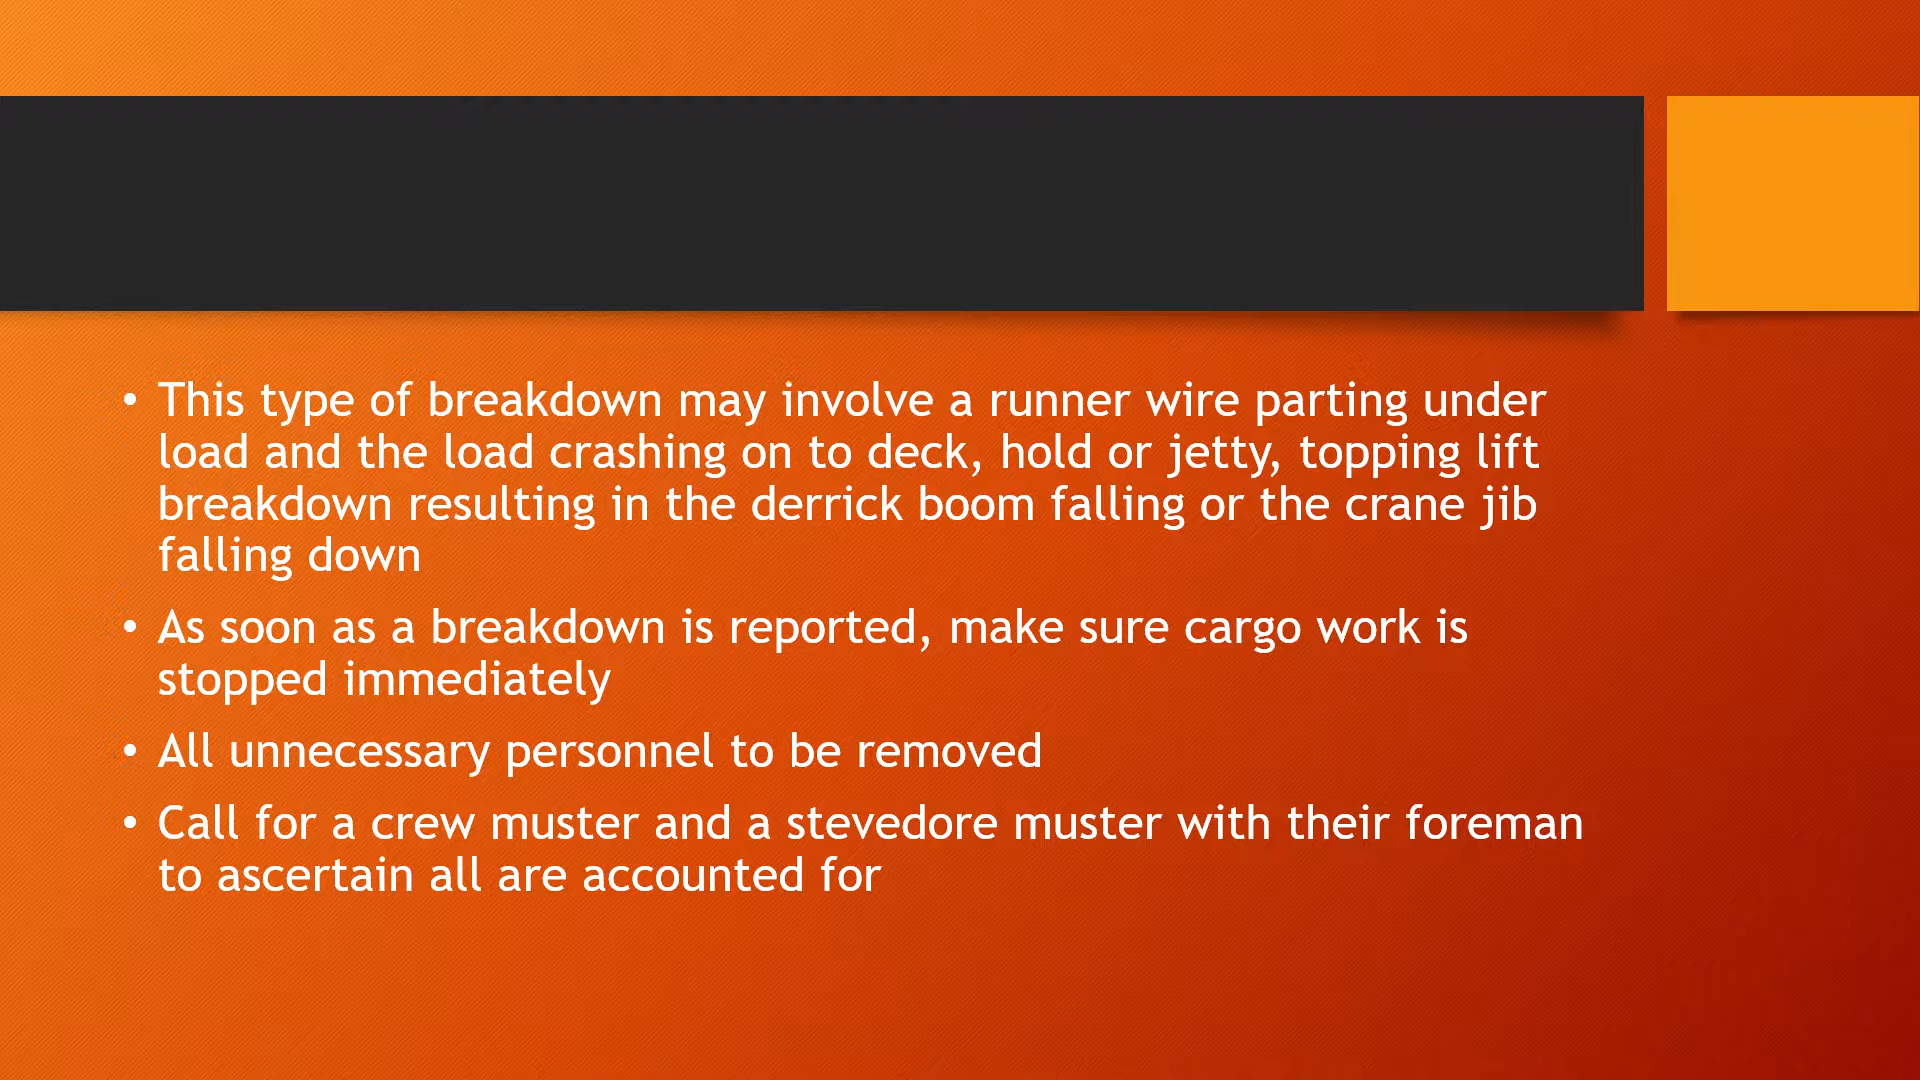 • This type of breakdown may involve a runner wire parting under
load and the load crashing on to deck, hold or jetty, topping lift
breakdown resulting in the derrick boom falling or the crane jib
falling down
• As soon as a breakdown is reported, make sure cargo work is
stopped immediately
• All unnecessary personnel to be removed
• Call for a crew muster and a stevedore muster with their foreman
to ascertain all are accounted for